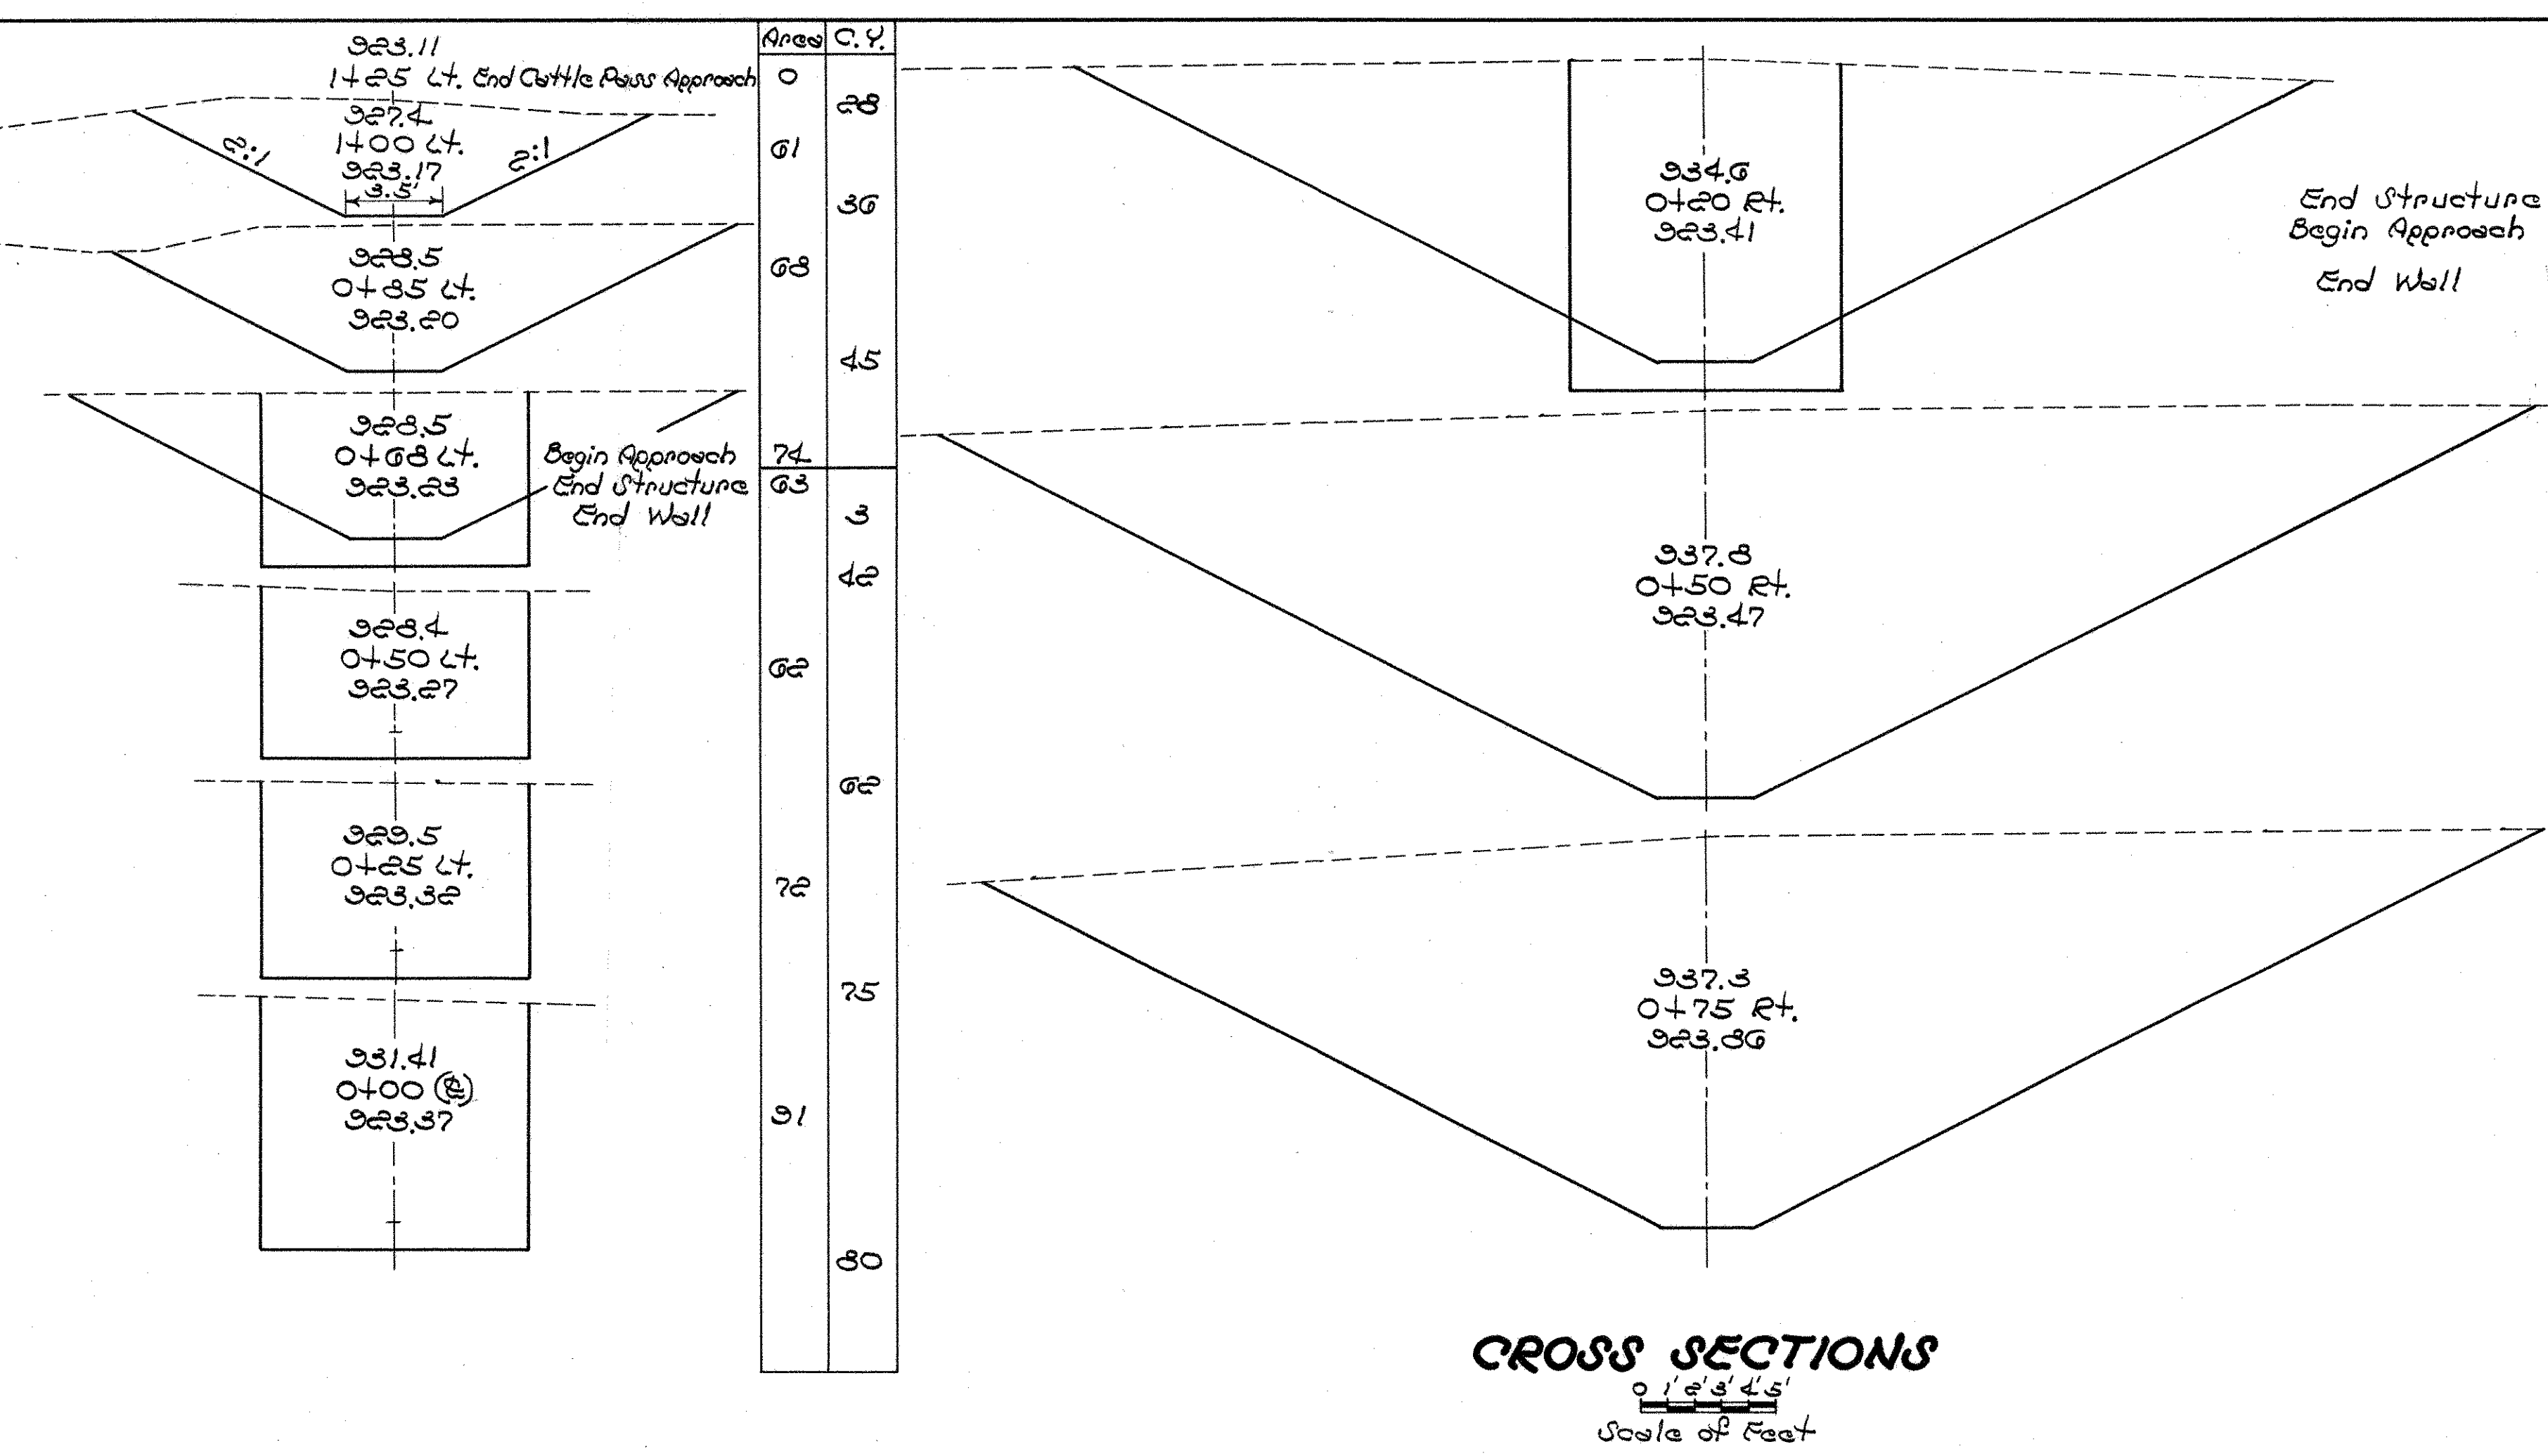 923.11
1+25 Lt. End Cattle Pass Approach
927.4
1+00 Lt.
923.17
3.5'
2:1
2:1
928.5
0+85 Lt.
923.20
928.5
0+68 Lt.
923.23
Begin Approach
End Structure
End Wall
928.4
0+50 Lt.
923.27
929.5
0+25 Lt.
923.32
931.41
0+00 (℄)
923.37
Area C.Y.
0
28
61
36
68
45
74
63
3
42
62
62
72
75
91
80
934.6
0+20 Rt.
923.41
End Structure
Begin Approach
End Wall
937.8
0+50 Rt.
923.47
937.3
0+75 Rt.
923.86
CROSS SECTIONS
0 1' 2' 3' 4' 5'
Scale of Feet